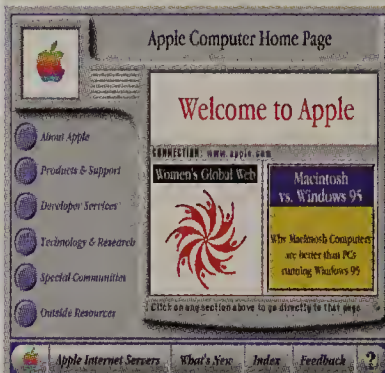 Apple Computer Home Page
Welcome to Apple
CONNECTION: www.apple.com
About Apple
Products & Support
Developer Services
Technology & Research
Special Communities
Outside Resources
Women's Global Web
Macintosh
vs. Windows 95
Why Macintosh Computers
are better than PCs
running Windows 95
Click on any section above to go directly to that page.
Apple Internet Servers
What's New
Index
Feedback
?